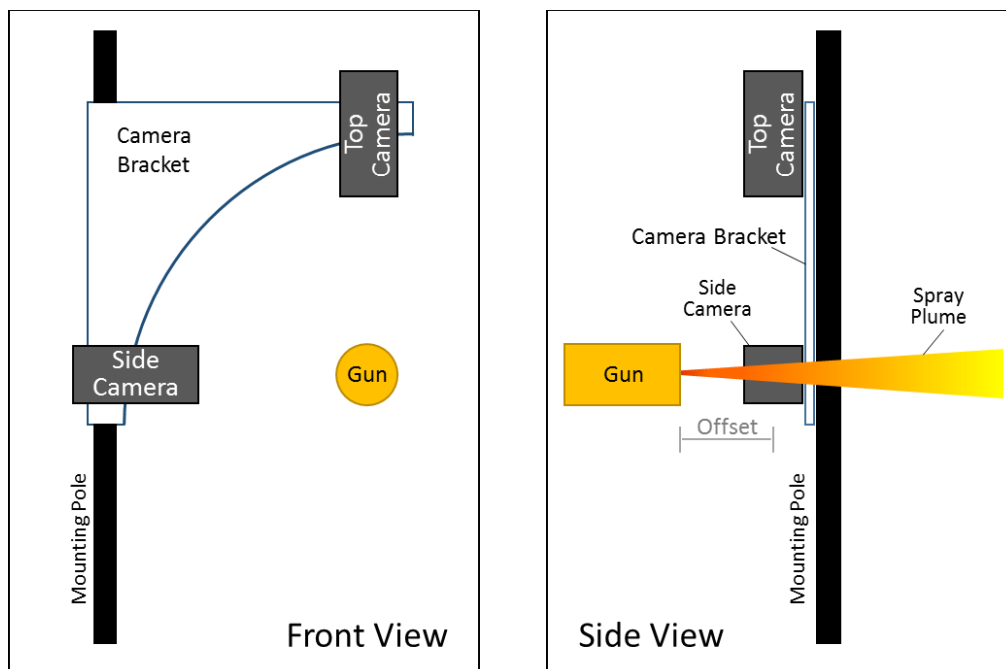 Camera
Bracket
Top
Camera
Side
Camera
Gun
Mounting Pole
Front View
Top
Camera
Camera Bracket
Side
Camera
Spray
Plume
Gun
Offset
Mounting Pole
Side View